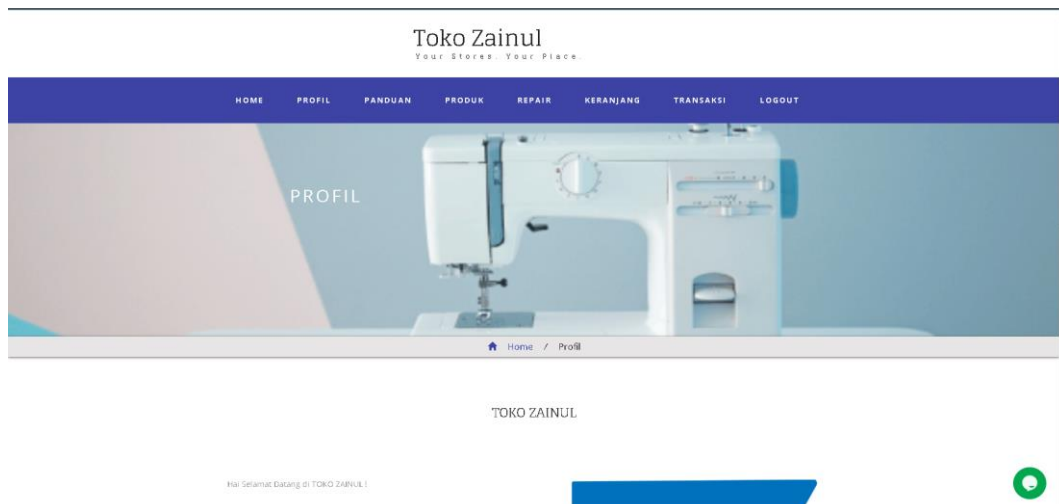 Toko Zainul
Your Stores. Your Place.
HOME PROFIL PANDUAN PRODUK REPAIR KERANJANG TRANSAKSI LOGOUT
PROFIL
Home / Profil
TOKO ZAINUL
Hai Selamat Datang di TOKO ZAINUL !